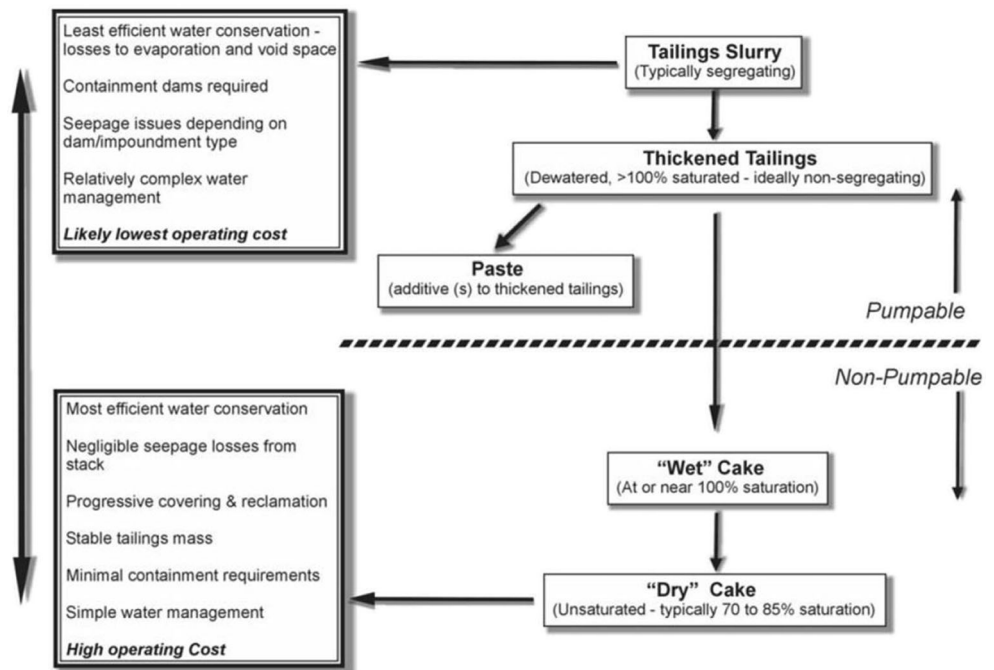 Least efficient water conservation -
losses to evaporation and void space
Containment dams required
Seepage issues depending on
dam/impoundment type
Relatively complex water
management
Likely lowest operating cost
Tailings Slurry
(Typically segregating)
Thickened Tailings
(Dewatered, >100% saturated - ideally non-segregating)
Paste
(additive (s) to thickened tailings)
Pumpable
Non-Pumpable
Most efficient water conservation
Negligible seepage losses from
stack
Progressive covering & reclamation
Stable tailings mass
Minimal containment requirements
Simple water management
High operating Cost
“Wet” Cake
(At or near 100% saturation)
“Dry” Cake
(Unsaturated - typically 70 to 85% saturation)